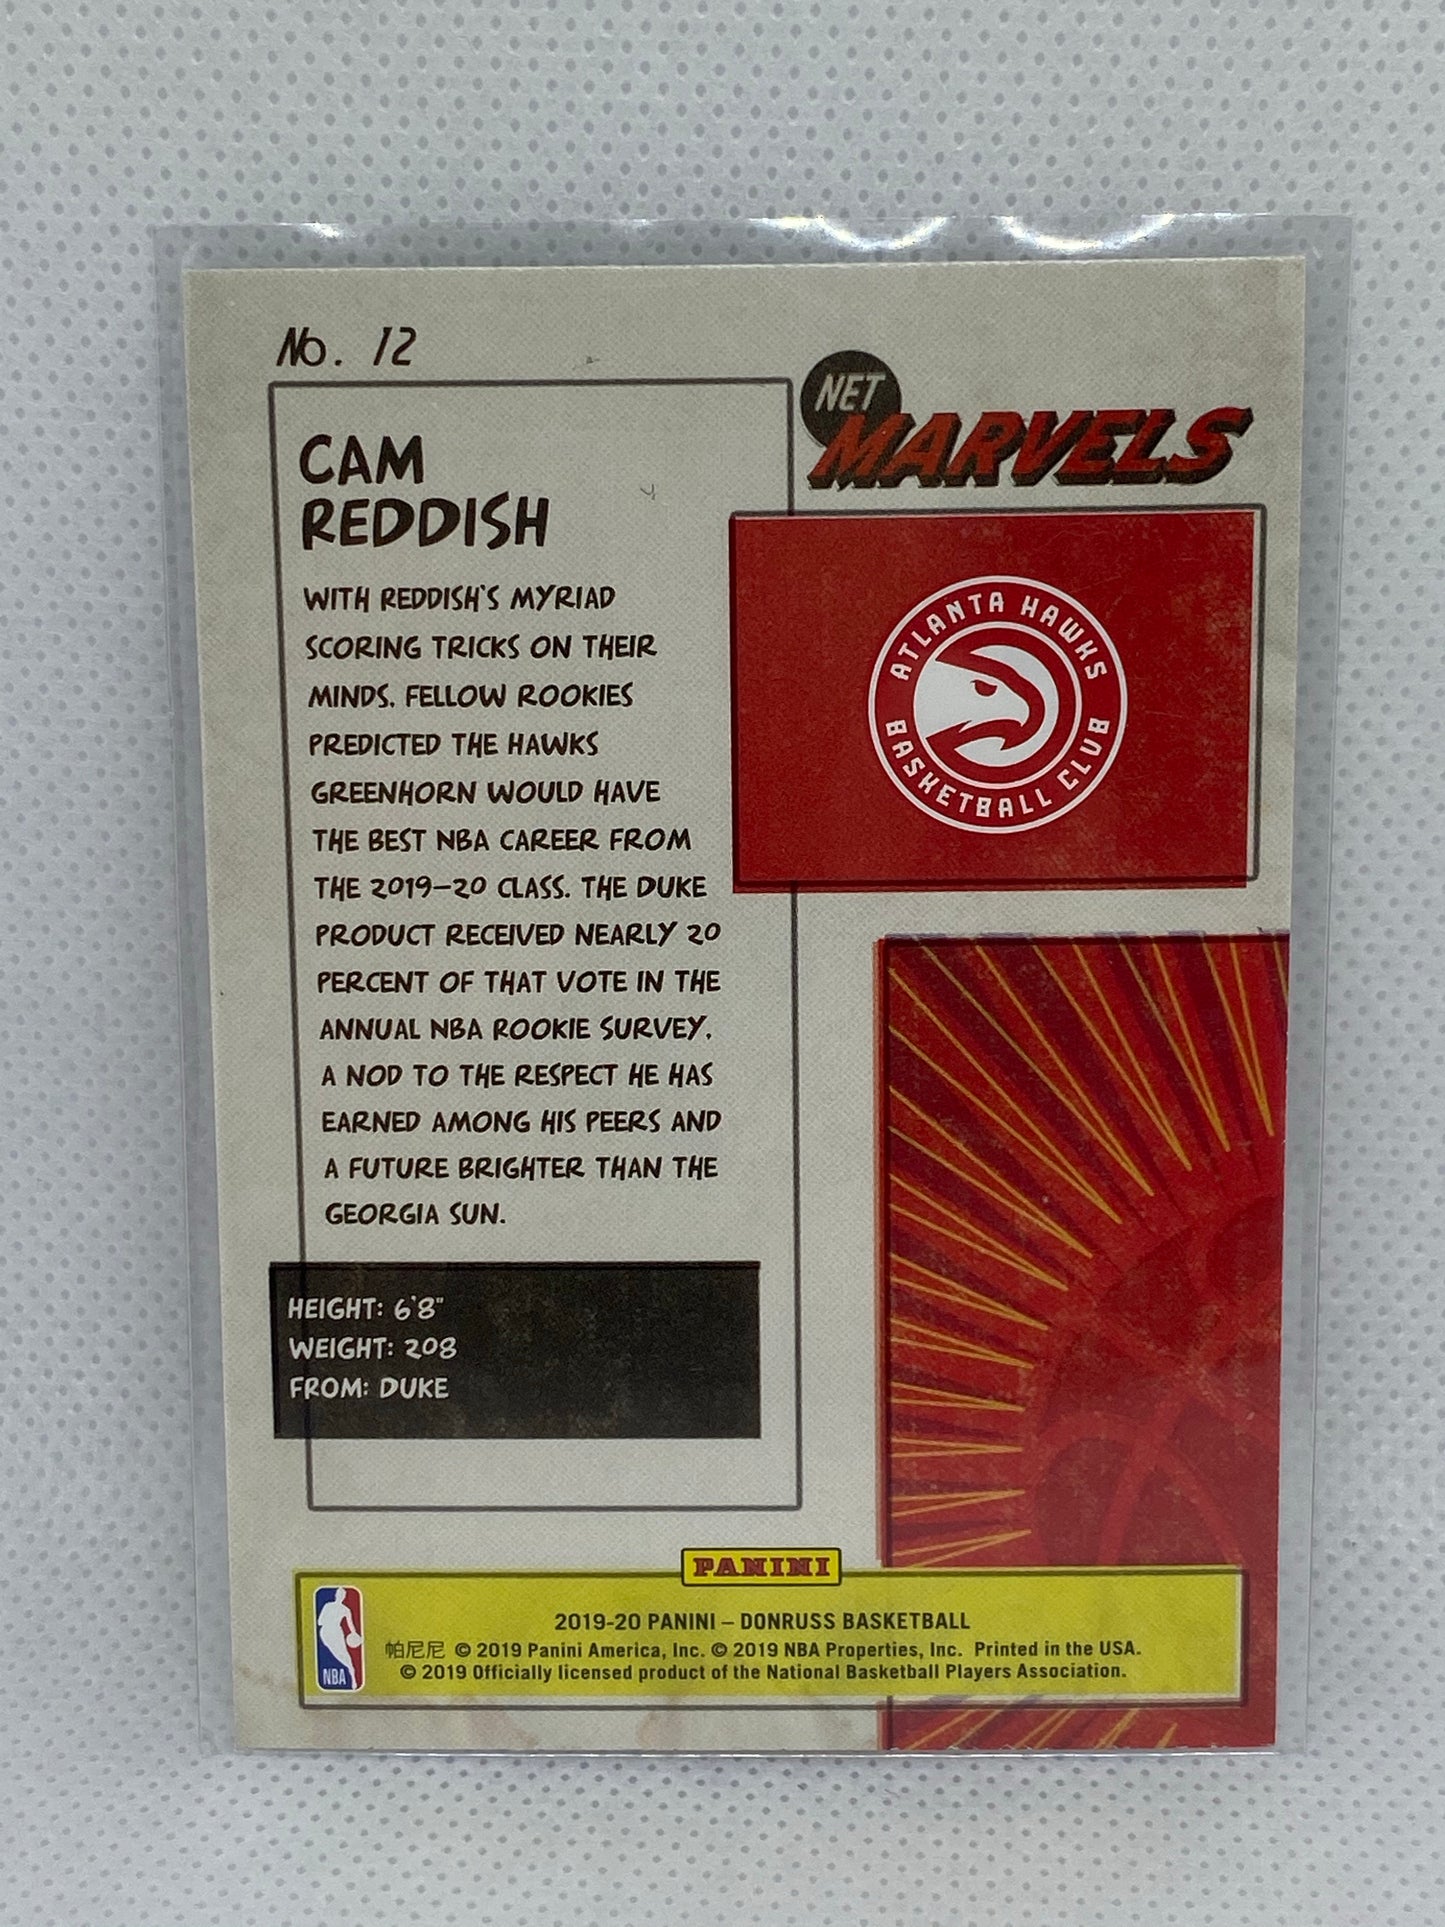 No. 12
NET
MARVELS
CAM
REDDISH
WITH REDDISH'S MYRIAD
SCORING TRICKS ON THEIR
MINDS, FELLOW ROOKIES
PREDICTED THE HAWKS
GREENHORN WOULD HAVE
THE BEST NBA CAREER FROM
THE 2019–20 CLASS. THE DUKE
PRODUCT RECEIVED NEARLY 20
PERCENT OF THAT VOTE IN THE
ANNUAL NBA ROOKIE SURVEY,
A NOD TO THE RESPECT HE HAS
EARNED AMONG HIS PEERS AND
A FUTURE BRIGHTER THAN THE
GEORGIA SUN.
ATLANTA HAWKS
BASKETBALL CLUB
HEIGHT: 6'8"
WEIGHT: 208
FROM: DUKE
PANINI
NBA
2019-20 PANINI – DONRUSS BASKETBALL
帕尼尼 © 2019 Panini America, Inc. © 2019 NBA Properties, Inc. Printed in the USA.
© 2019 Officially licensed product of the National Basketball Players Association.